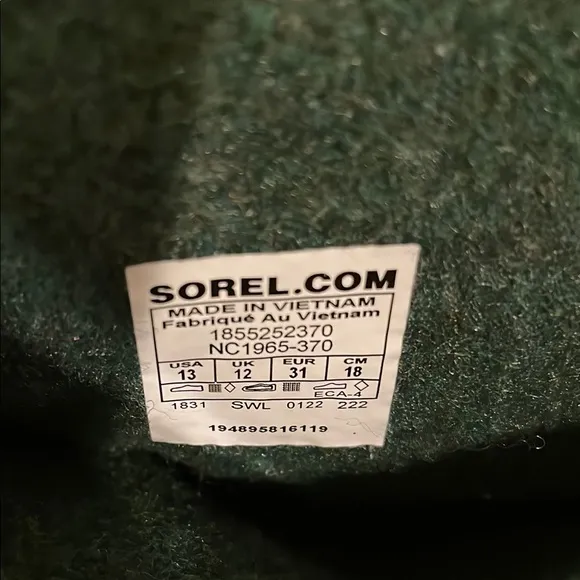 SOREL.COM
MADE IN VIETNAM
Fabriqué Au Vietnam
1855252370
NC1965-370
USA UK EUR CM
13 12 31 18
ECA-4
1831 SWL 0122 222
194895816119